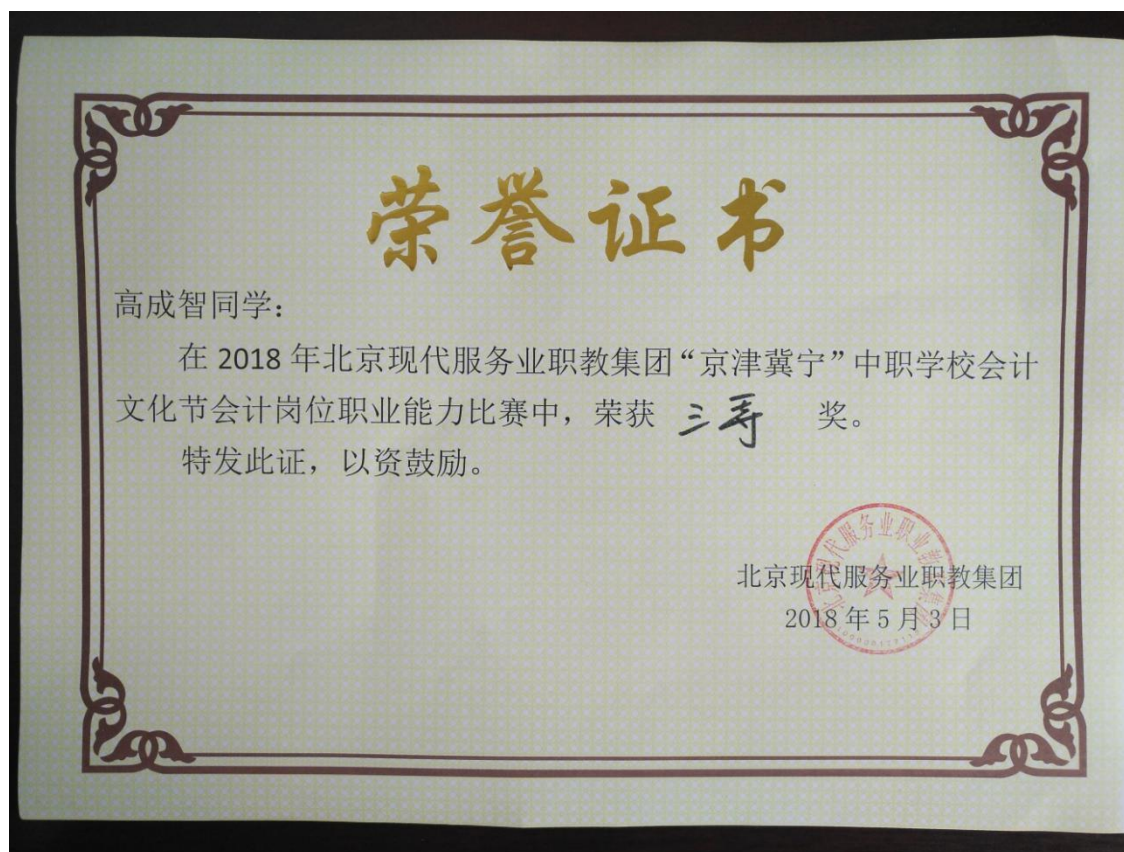 荣誉证书
高成智同学：
在 2018 年北京现代服务业职教集团“京津冀宁”中职学校会计
文化节会计岗位职业能力比赛中，荣获 三等 奖。
特发此证，以资鼓励。
北京现代服务业职教集团
2018 年 5 月 3 日